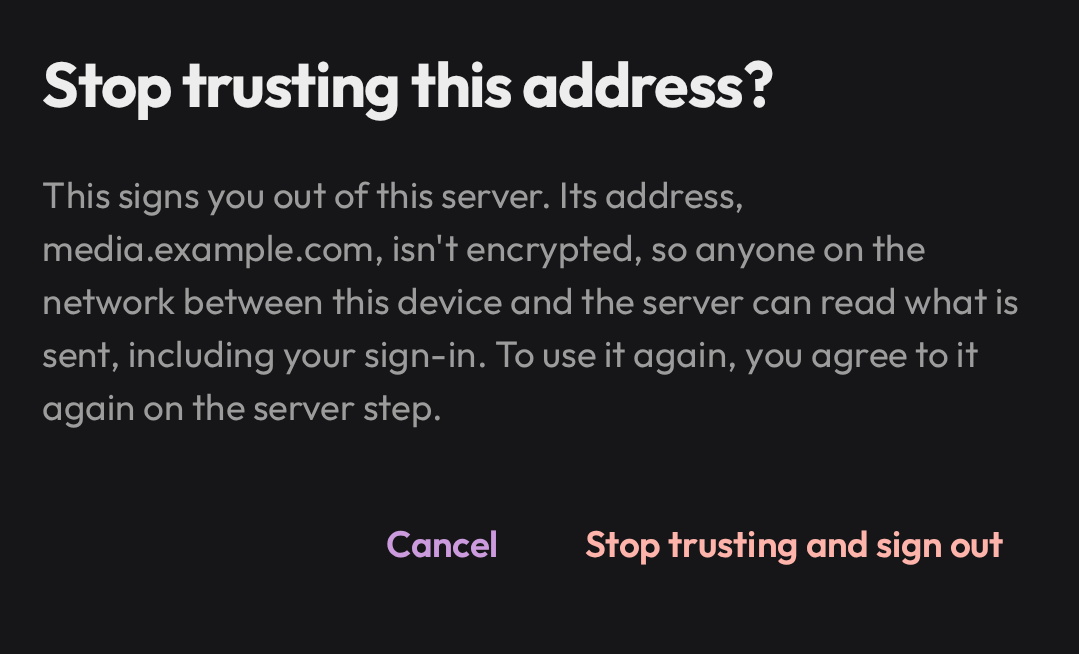 Stop trusting this address?
This signs you out of this server. Its address,
media.example.com, isn't encrypted, so anyone on the
network between this device and the server can read what is
sent, including your sign-in. To use it again, you agree to it
again on the server step.
Cancel
Stop trusting and sign out